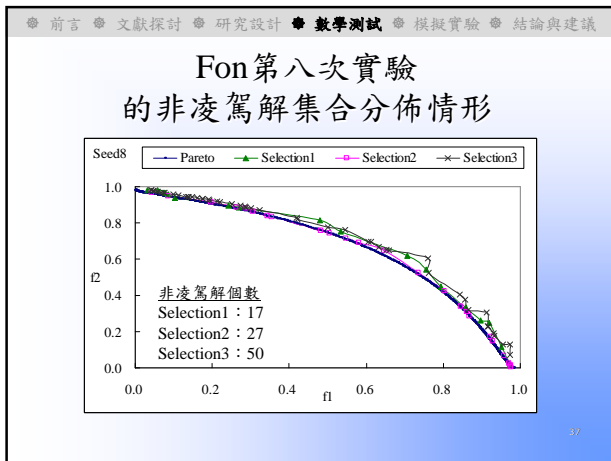 ❁ 前言 ❁ 文獻探討 ❁ 研究設計 ❁ 數學測試 ❁ 模擬實驗 ❁ 結論與建議
Fon第八次實驗
的非凌駕解集合分佈情形
Seed8
Pareto Selection1 Selection2 Selection3
1.0
0.8
0.6
f2
0.4
0.2
0.0
非凌駕解個數
Selection1：17
Selection2：27
Selection3：50
0.0 0.2 0.4 0.6 0.8 1.0
f1
37